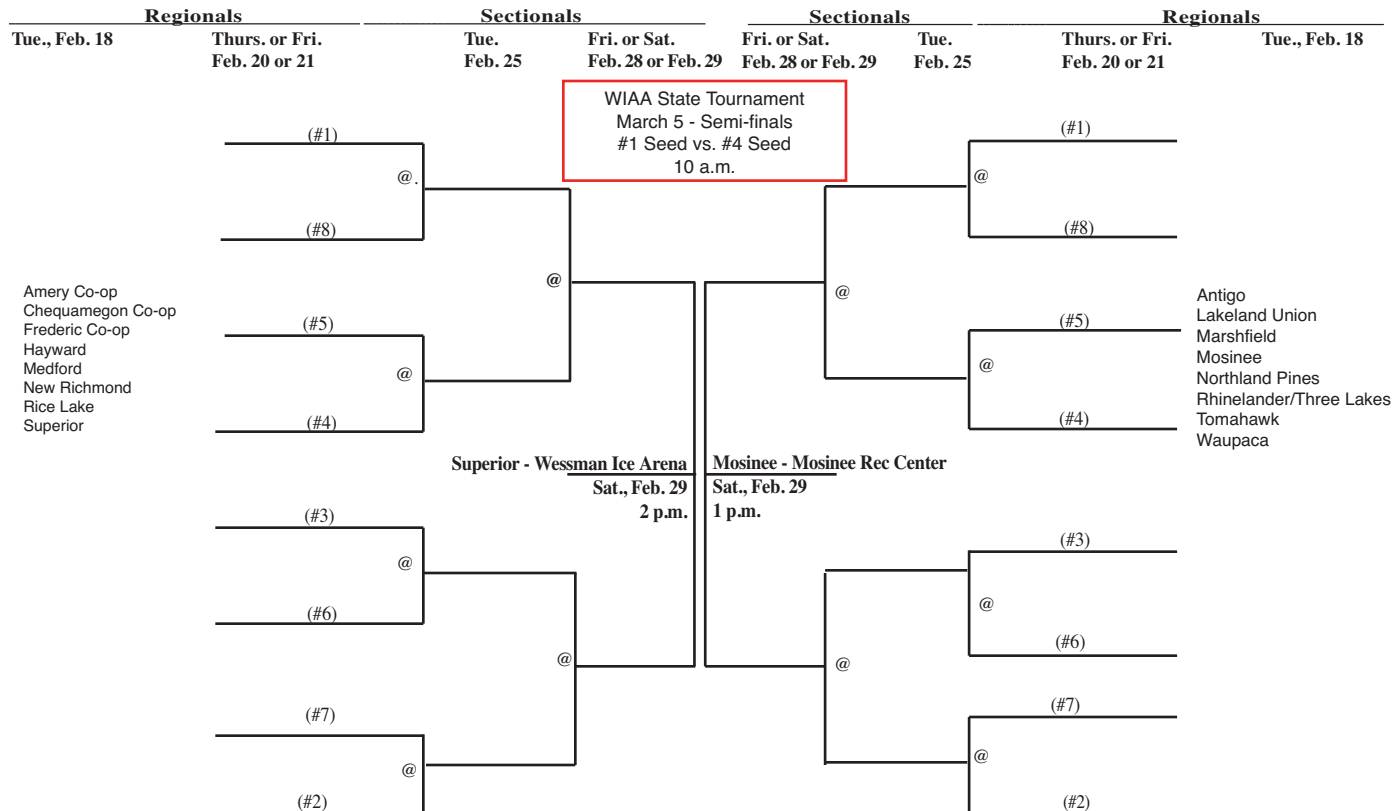 Regionals
Sectionals
Sectionals
Regionals
Tue., Feb. 18
Thurs. or Fri.
Feb. 20 or 21
Tue.
Feb. 25
Fri. or Sat.
Feb. 28 or Feb. 29
Fri. or Sat.
Feb. 28 or Feb. 29
Tue.
Feb. 25
Thurs. or Fri.
Feb. 20 or 21
Tue., Feb. 18
WIAA State Tournament
March 5 - Semi-finals
#1 Seed vs. #4 Seed
10 a.m.
(#1)
@.
(#8)
@
(#5)
@
(#4)
Amery Co-op
Chequamegon Co-op
Frederic Co-op
Hayward
Medford
New Richmond
Rice Lake
Superior
Superior - Wessman Ice Arena
Sat., Feb. 29
2 p.m.
(#3)
@
(#6)
@
(#7)
@
(#2)
(#1)
@
(#8)
@
(#5)
@
(#4)
Antigo
Lakeland Union
Marshfield
Mosinee
Northland Pines
Rhinelander/Three Lakes
Tomahawk
Waupaca
Mosinee - Mosinee Rec Center
Sat., Feb. 29
1 p.m.
(#3)
@
(#6)
@
(#7)
@
(#2)